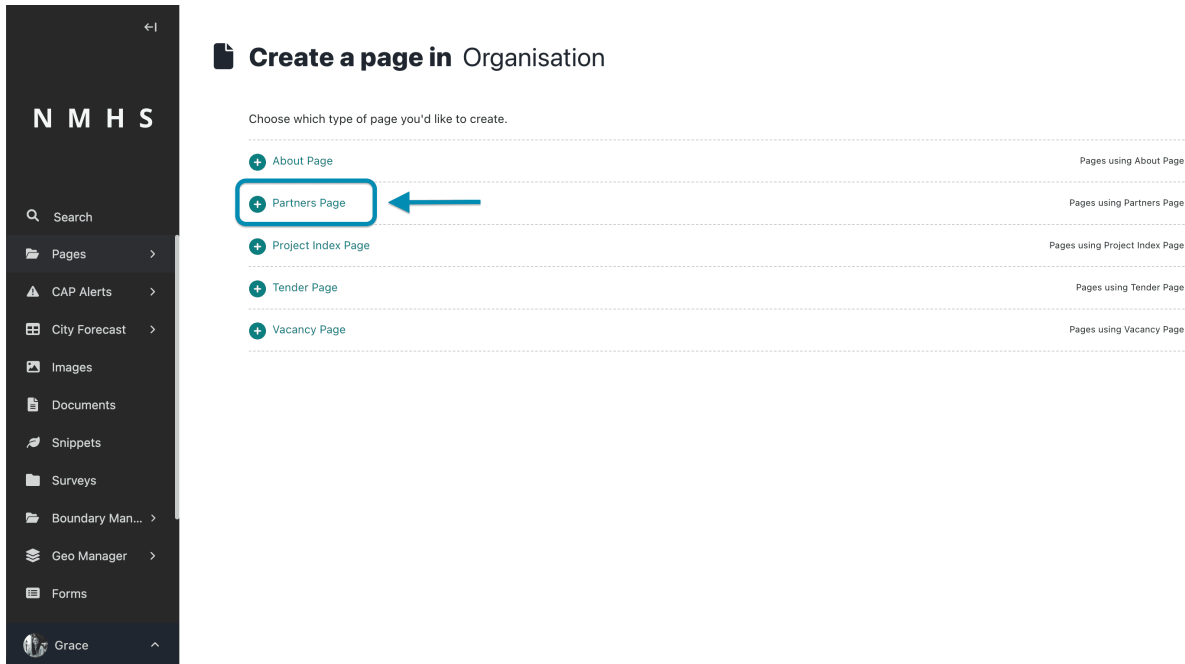 NMHS
Search
Pages
CAP Alerts
City Forecast
Images
Documents
Snippets
Surveys
Boundary Man...
Geo Manager
Forms
Grace
Create a page in Organisation
Choose which type of page you'd like to create.
About Page Pages using About Page
Partners Page Pages using Partners Page
Project Index Page Pages using Project Index Page
Tender Page Pages using Tender Page
Vacancy Page Pages using Vacancy Page